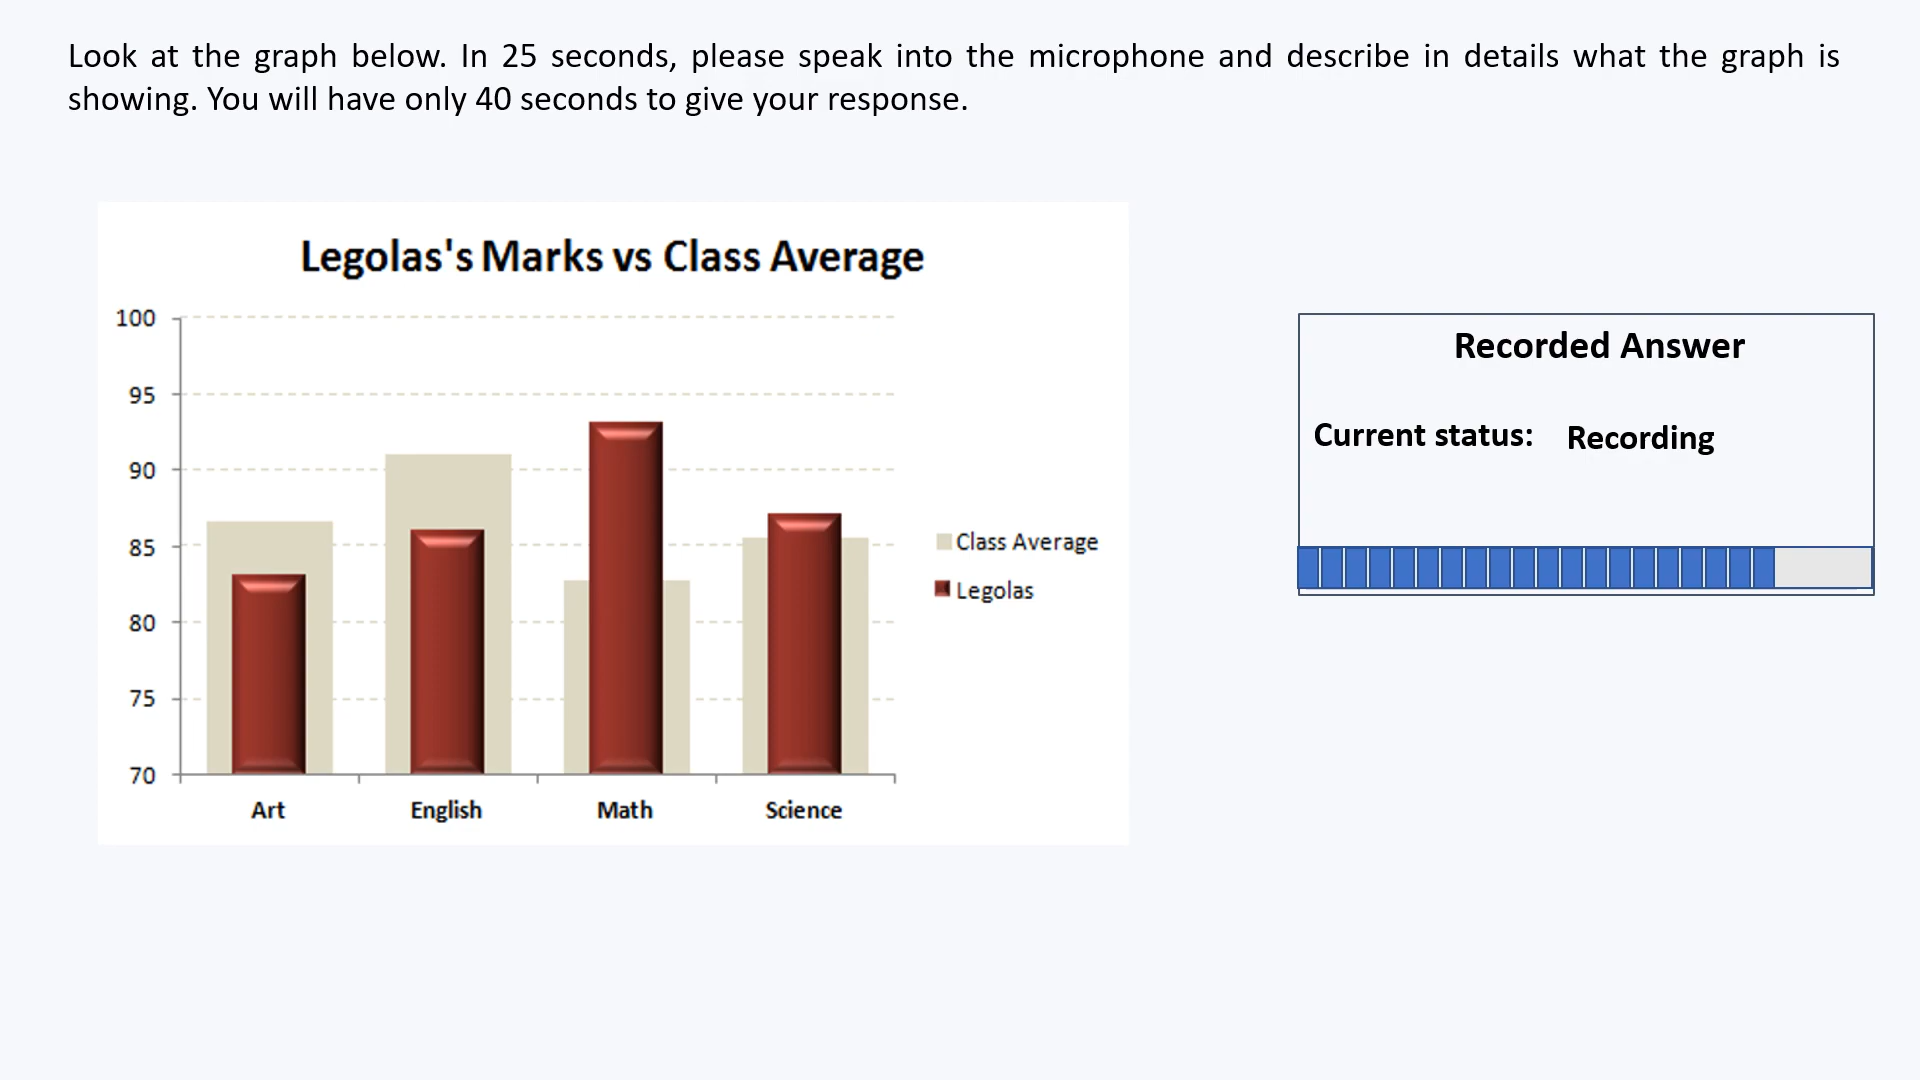 Look at the graph below. In 25 seconds, please speak into the microphone and describe in details what the graph is
showing. You will have only 40 seconds to give your response.
Legolas's Marks vs Class Average
100
95
90
85
80
75
70
Art English Math Science
Class Average
Legolas
Recorded Answer
Current status: Recording